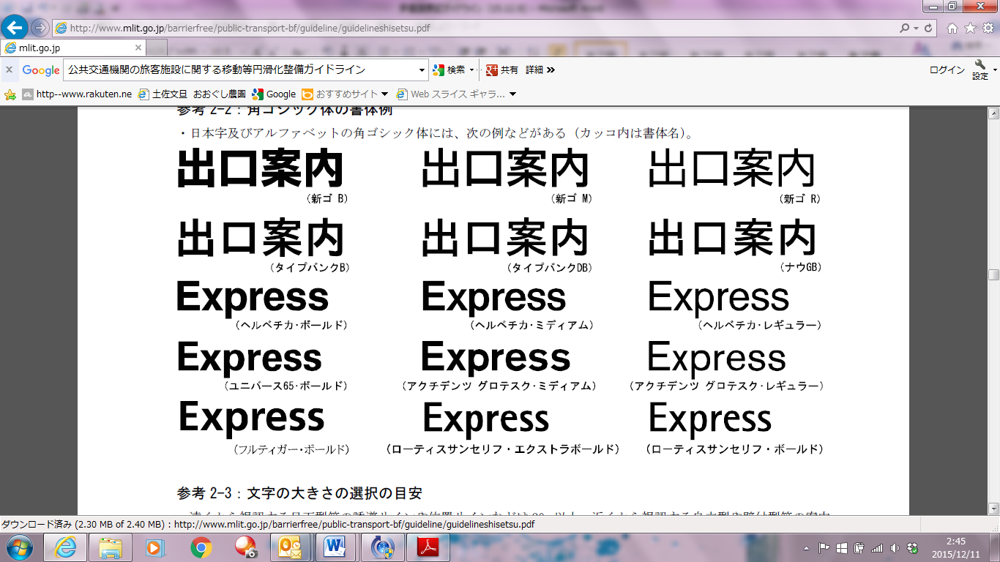 http://www.mlit.go.jp/barrierfree/public-transport-bf/guideline/guidelineshisetsu.pdf
mlit.go.jp
Google 公共交通機関の旅客施設に関する移動等円滑化整備ガイドライン 検索 共有 詳細 ログイン 設定
http--www.rakuten.ne 土佐文旦 おおぐし農園 Google おすすめサイト Web スライス ギャラ...
参考 2-2：角ゴシック体の書体例
・日本字及びアルファベットの角ゴシック体には、次の例などがある（カッコ内は書体名）。
出口案内 出口案内 出口案内
（新ゴ B） （新ゴ M） （新ゴ R）
出口案内 出口案内 出口案内
（タイプバンクB） （タイプバンクDB） （ナウGB）
Express Express Express
（ヘルベチカ・ボールド） （ヘルベチカ・ミディアム） （ヘルベチカ・レギュラー）
Express Express Express
（ユニバース65・ボールド） （アクチデンツ グロテスク・ミディアム） （アクチデンツ グロテスク・レギュラー）
Express Express Express
（フルティガー・ボールド） （ローティスサンセリフ・エクストラボールド） （ローティスサンセリフ・ボールド）
参考 2-3：文字の大きさの選択の目安
ダウンロード済み (2.30 MB of 2.40 MB) : http://www.mlit.go.jp/barrierfree/public-transport-bf/guideline/guidelineshisetsu.pdf
2:45
2015/12/11